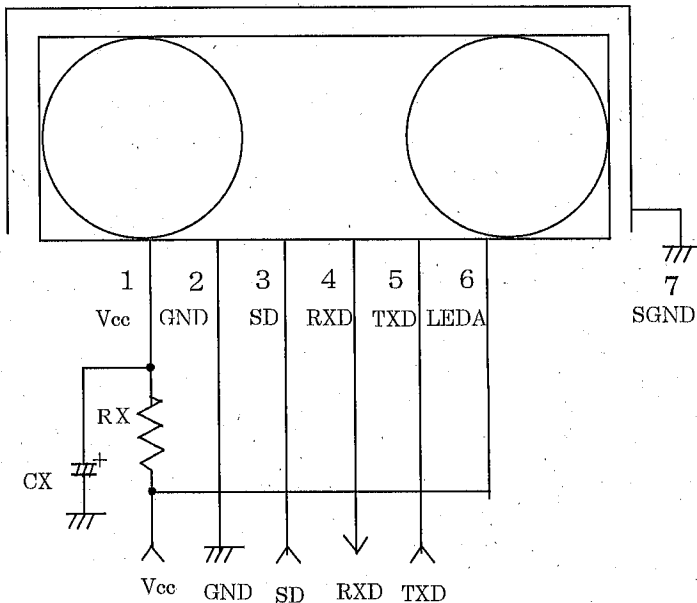 1 2 3 4 5 6 7
Vcc GND SD RXD TXD LEDA SGND
RX
CX +
Vcc GND SD RXD TXD